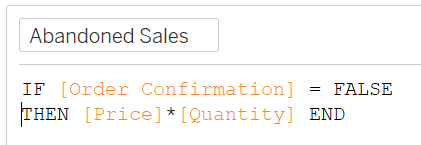 Abandoned Sales
IF [Order Confirmation] = FALSE
THEN [Price]*[Quantity] END